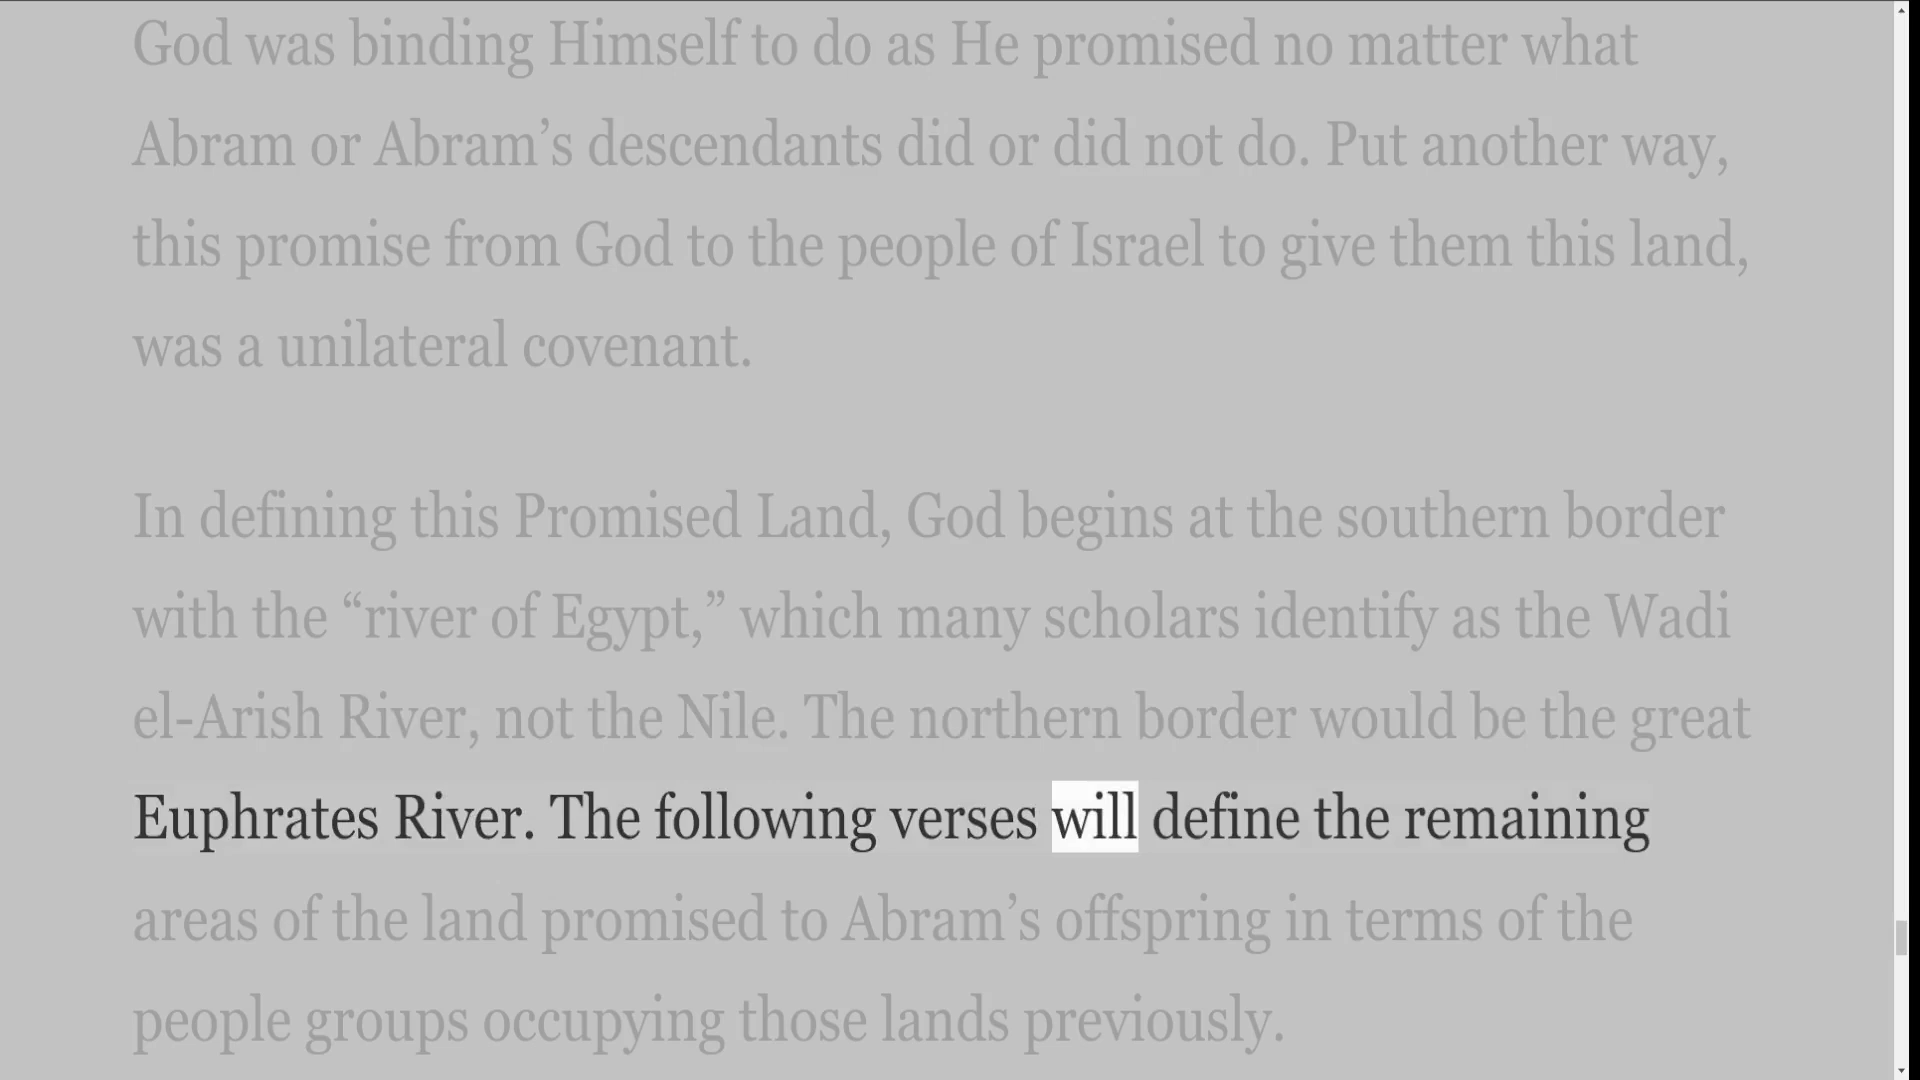 God was binding Himself to do as He promised no matter what
Abram or Abram’s descendants did or did not do. Put another way,
this promise from God to the people of Israel to give them this land,
was a unilateral covenant.
In defining this Promised Land, God begins at the southern border
with the “river of Egypt,” which many scholars identify as the Wadi
el-Arish River, not the Nile. The northern border would be the great
Euphrates River. The following verses will define the remaining
areas of the land promised to Abram’s offspring in terms of the
people groups occupying those lands previously.